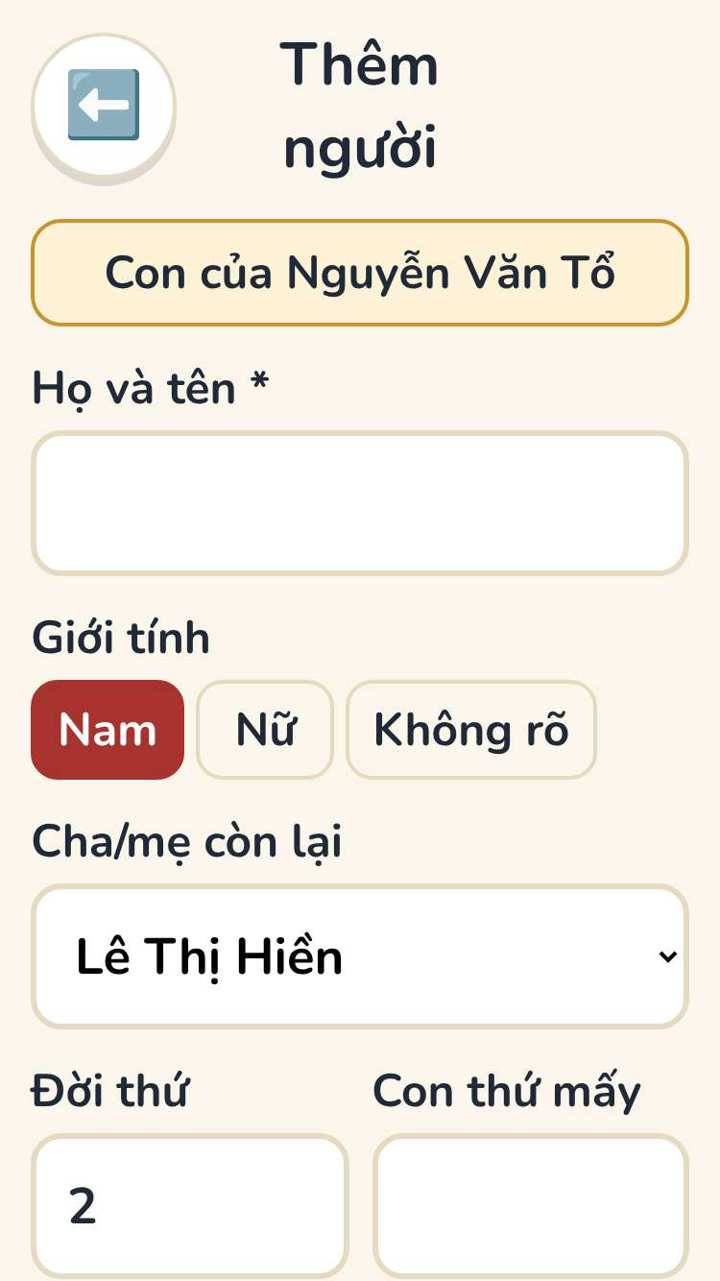 Thêm
người
Con của Nguyễn Văn Tổ
Họ và tên *
Giới tính
Nam Nữ Không rõ
Cha/mẹ còn lại
Lê Thị Hiền
Đời thứ Con thứ mấy
2